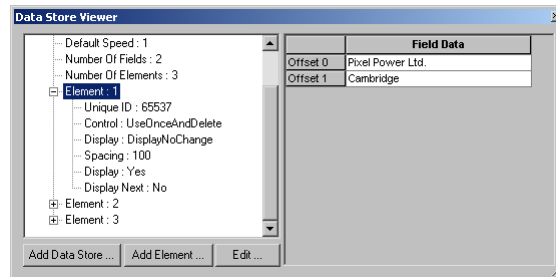 Data Store Viewer
Default Speed : 1
Number Of Fields : 2
Number Of Elements : 3
Element : 1
Unique ID : 65537
Control : UseOnceAndDelete
Display : DisplayNoChange
Spacing : 100
Display : Yes
Display Next : No
Element : 2
Element : 3
Add Data Store ... Add Element ... Edit ...
Field Data
Offset 0 Pixel Power Ltd.
Offset 1 Cambridge